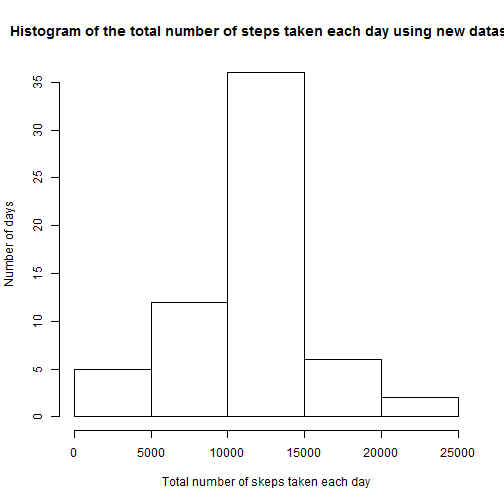 Histogram of the total number of steps taken each day using new datas
Number of days
35
30
25
20
15
10
5
0
0 5000 10000 15000 20000 25000
Total number of skeps taken each day